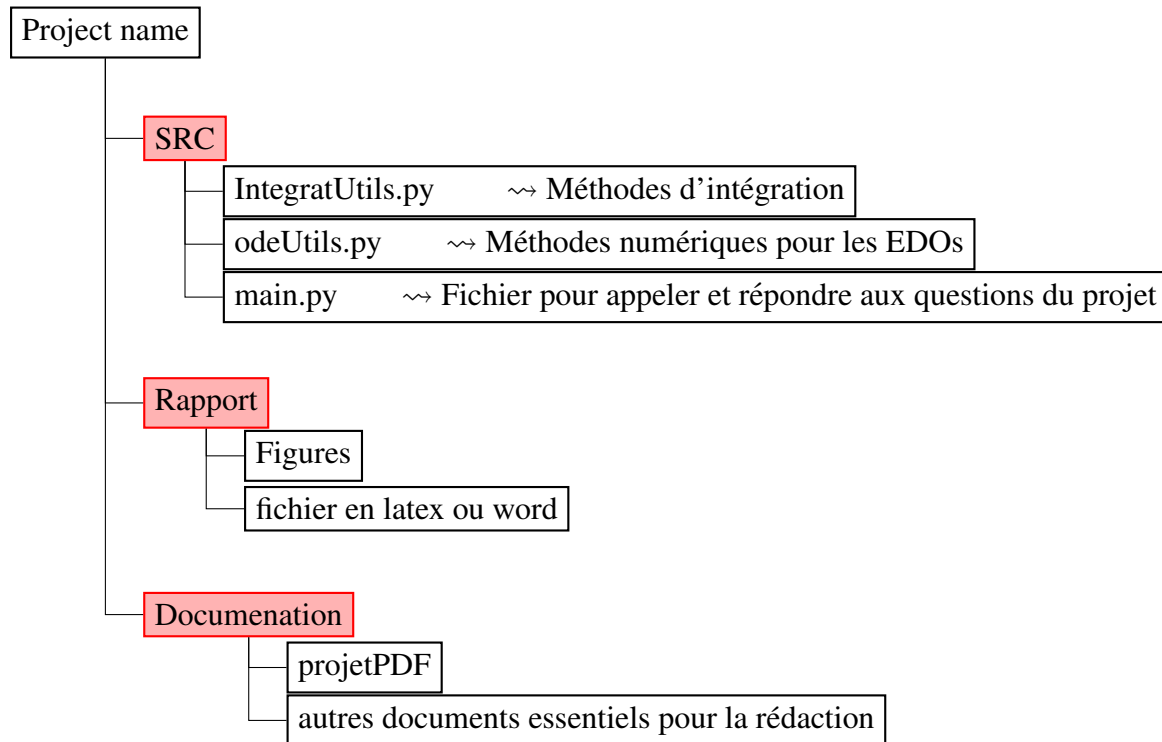 Project name
SRC
IntegratUtils.py ⇝ Méthodes d'intégration
odeUtils.py ⇝ Méthodes numériques pour les EDOs
main.py ⇝ Fichier pour appeler et répondre aux questions du projet
Rapport
Figures
fichier en latex ou word
Documenation
projetPDF
autres documents essentiels pour la rédaction